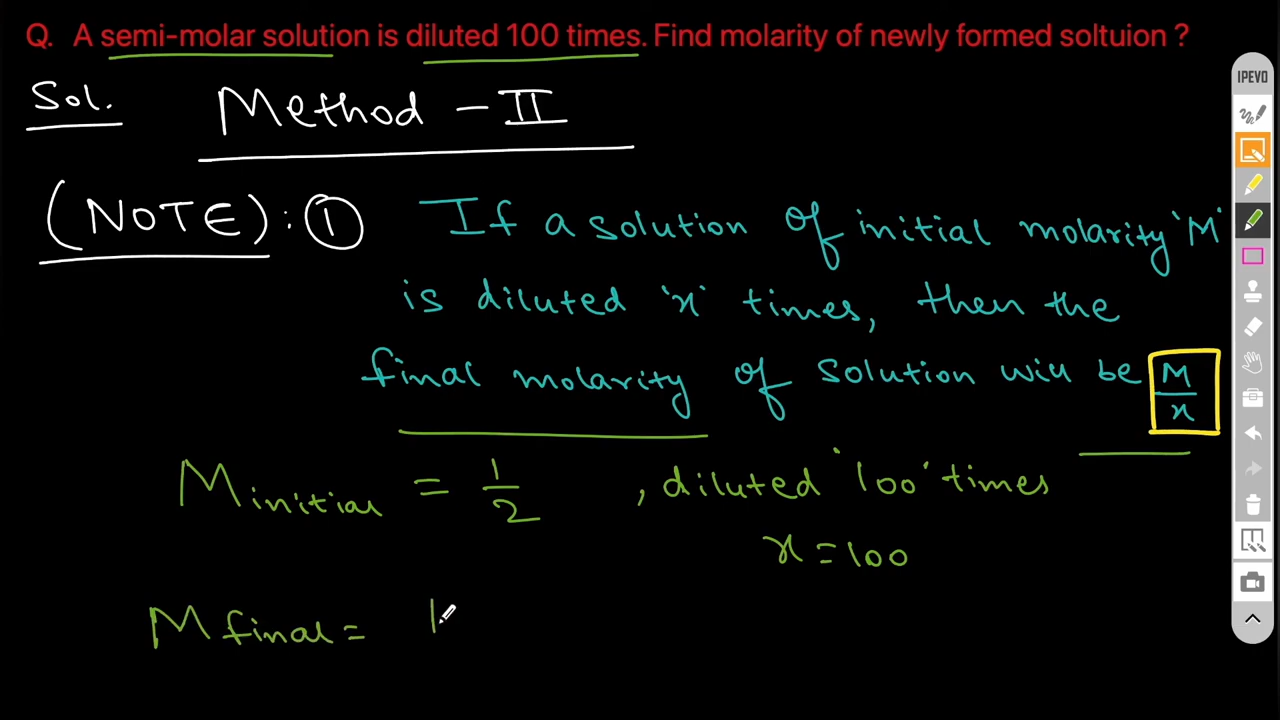 Q. A semi-molar solution is diluted 100 times. Find molarity of newly formed soltuion ?
IPEVO
Sol. Method - II
(NOTE): ① If a solution of initial molarity 'M'
is diluted 'x' times, then the
final molarity of solution will be M/x
M initial = 1/2 , diluted '100' times
x = 100
M final = 1